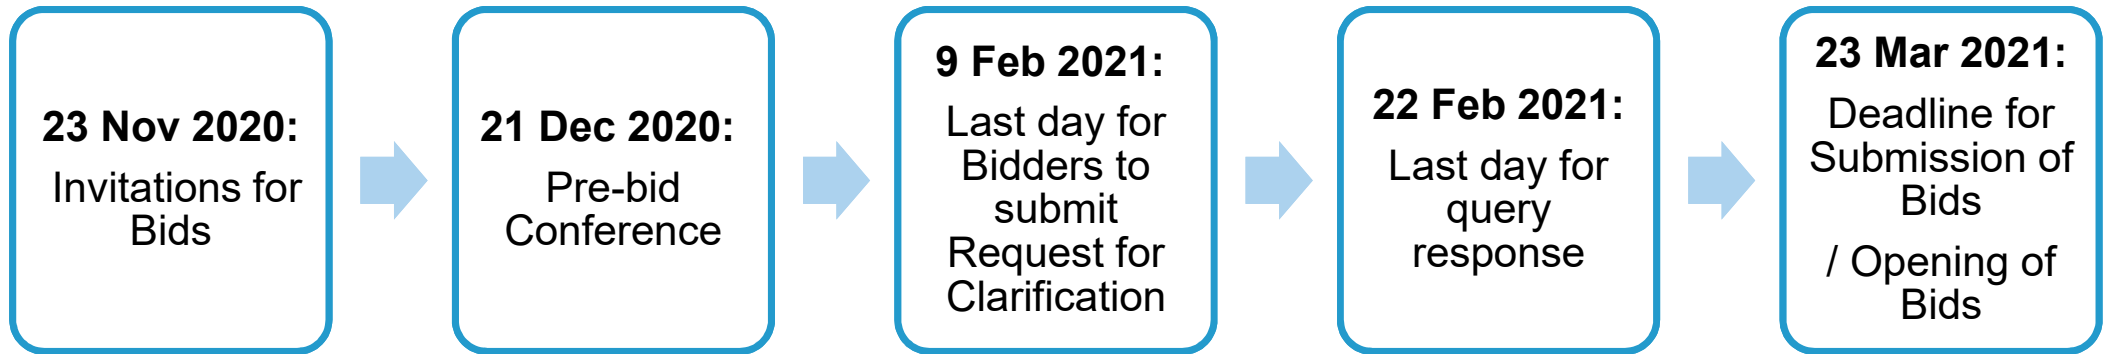 23 Nov 2020:
Invitations for
Bids
21 Dec 2020:
Pre-bid
Conference
9 Feb 2021:
Last day for
Bidders to
submit
Request for
Clarification
22 Feb 2021:
Last day for
query
response
23 Mar 2021:
Deadline for
Submission of
Bids
/ Opening of
Bids